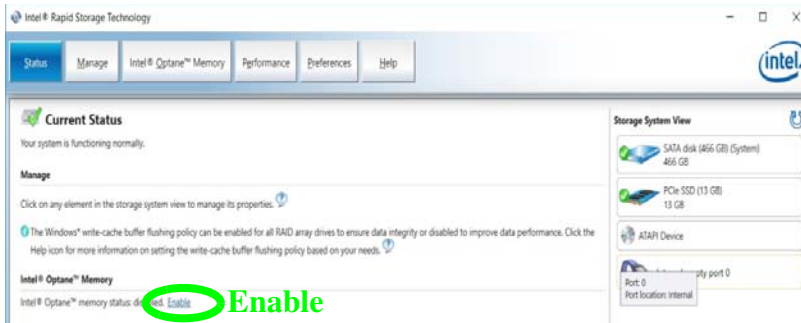 Intel® Rapid Storage Technology
Status
Manage
Intel® Optane™ Memory
Performance
Preferences
Help
intel
Current Status
Your system is functioning normally.
Manage
Click on any element in the storage system view to manage its properties.
The Windows* write-cache buffer flushing policy can be enabled for all RAID array drives to ensure data integrity or disabled to improve data performance. Click the
Help icon for more information on setting the write-cache buffer flushing policy based on your needs.
Intel® Optane™ Memory
Intel® Optane™ memory status: Enable
Enable
Storage System View
SATA disk (466 GB) (System)
466 GB
PCIe SSD (13 GB)
13 GB
ATAPI Device
port 0
Port: 0
Port location: internal